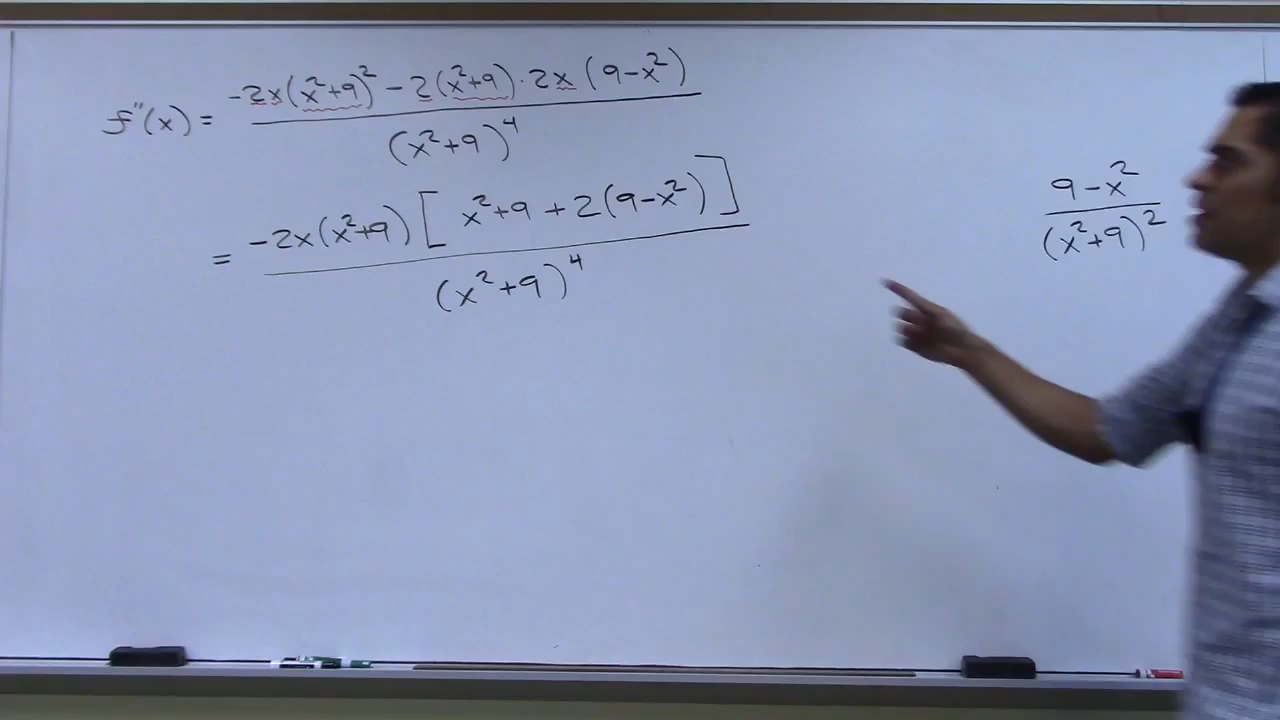 f''(x) = -2x(x²+9)² - 2(x²+9)·2x(9-x²)
(x²+9)⁴
= -2x(x²+9)[x²+9+2(9-x²)]
(x²+9)⁴
9-x²
(x²+9)²